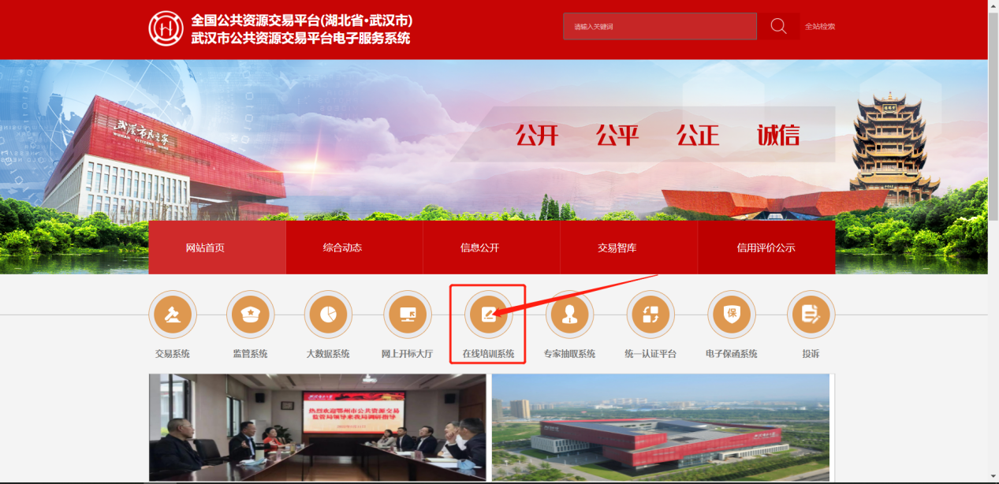 全国公共资源交易平台(湖北省·武汉市)
武汉市公共资源交易平台电子服务系统
请输入关键词
全站检索
武汉市民之家
WUHAN CITIZENS HOME
公开 公平 公正 诚信
网站首页 综合动态 信息公开 交易智库 信用评价公示
保
交易系统 监管系统 大数据系统 网上开标大厅 在线培训系统 专家抽取系统 统一认证平台 电子保函系统 投诉
热烈欢迎鄂州市公共资源交易
监管局领导来我局调研指导